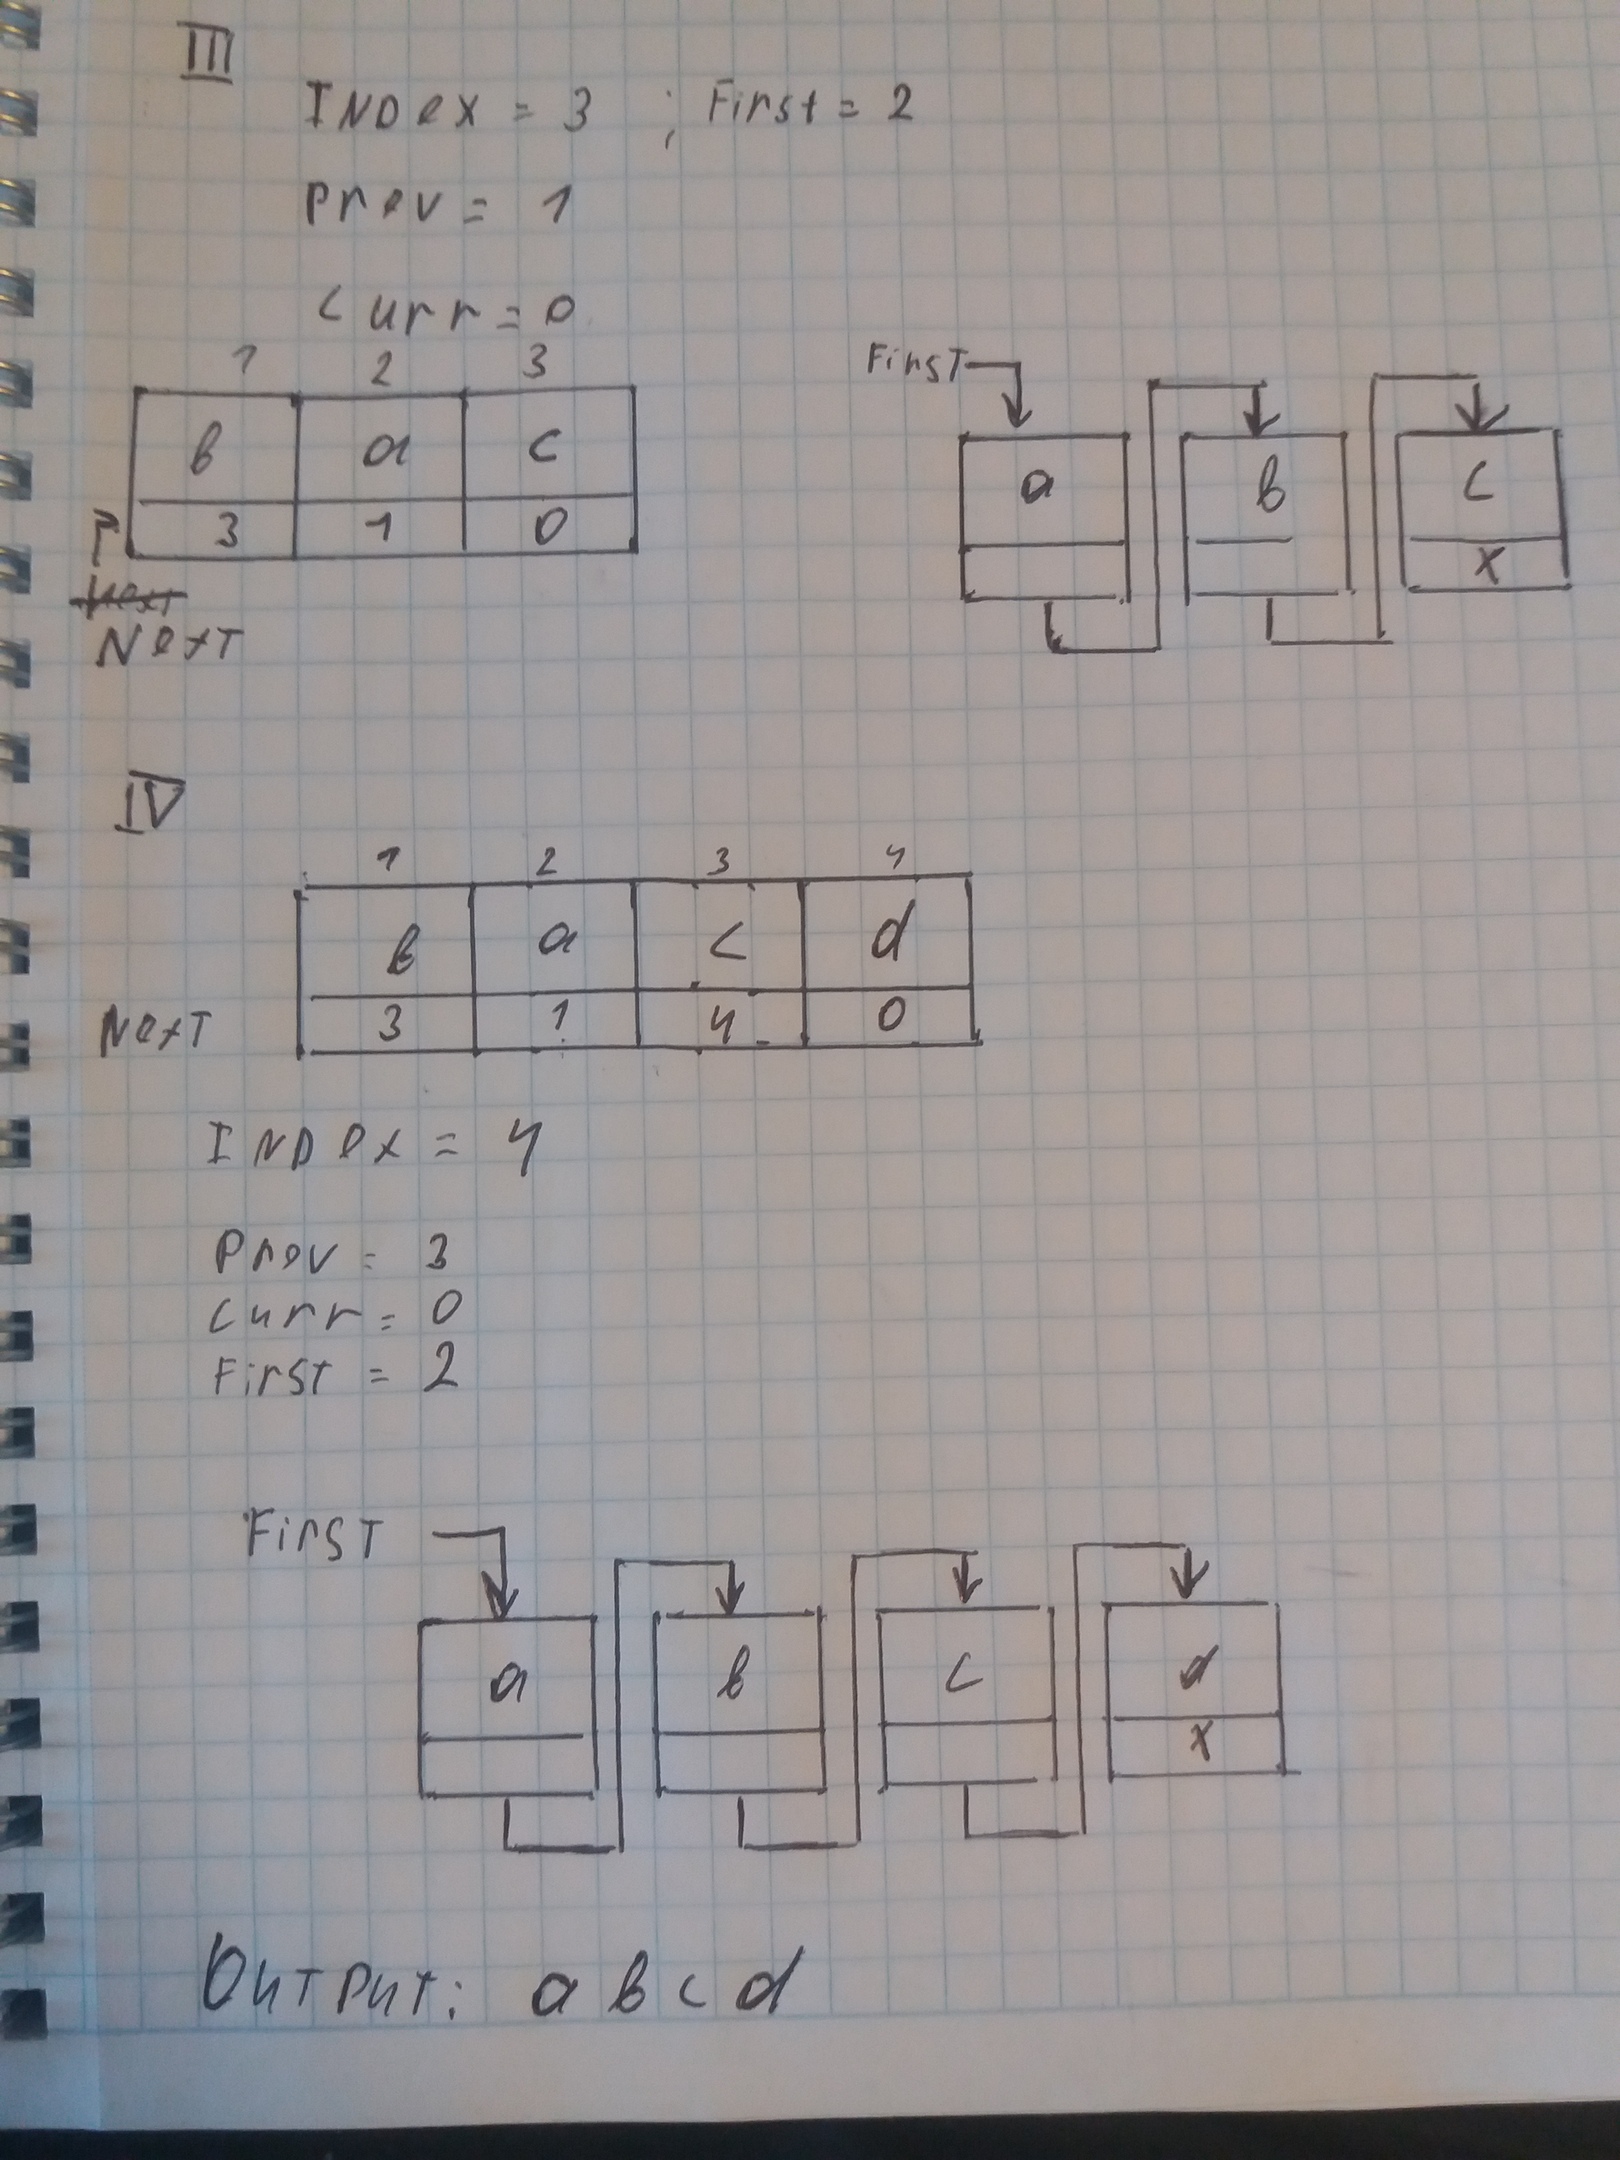 III
INDex = 3 ; First = 2
Prev = 1
Curr = 0
1 2 3
b a c
3 1 0
Next
NexT
FirsT
a b c
x
IV
1 2 3 4
b a c d
NexT 3 1 4 0
INDex = 4
Prev = 3
Curr = 0
First = 2
FirsT
a b c d
x
OuTpuT: a b c d